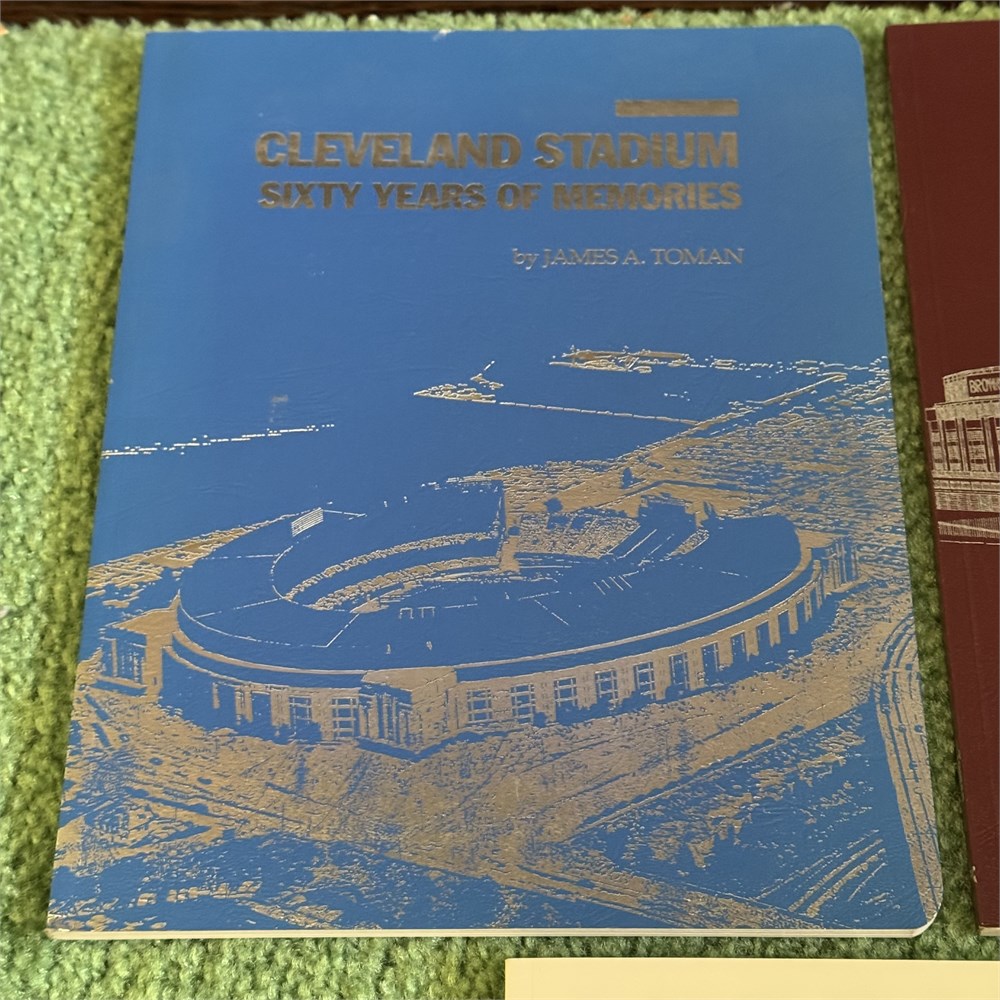 CLEVELAND STADIUM
SIXTY YEARS OF MEMORIES
by JAMES A. TOMAN